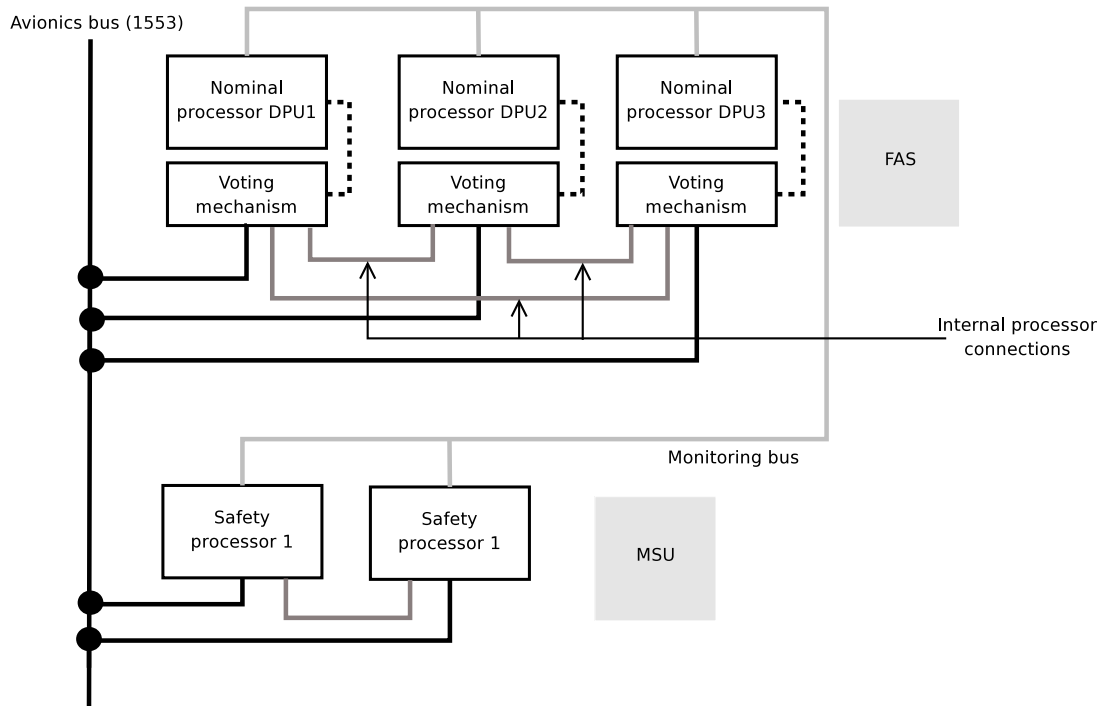 Avionics bus (1553)
Nominal
processor DPU1
Nominal
processor DPU2
Nominal
processor DPU3
FAS
Voting
mechanism
Voting
mechanism
Voting
mechanism
Internal processor
connections
Monitoring bus
Safety
processor 1
Safety
processor 1
MSU